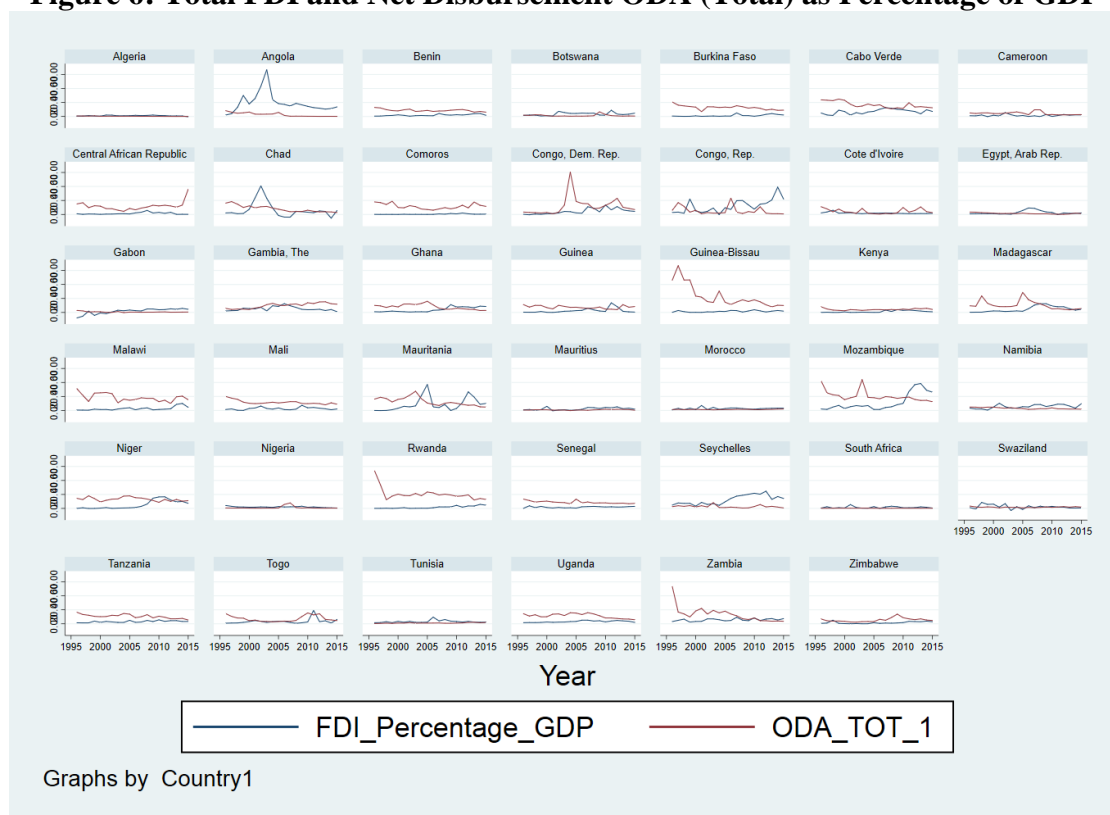 Figure Total FDI and Net Disbursement ODA (Total) as Percentage of GDP
Algeria Angola Benin Botswana Burkina Faso Cabo Verde Cameroon
Central African Republic Chad Comoros Congo, Dem. Rep. Congo, Rep. Cote d'Ivoire Egypt, Arab Rep.
Gabon Gambia, The Ghana Guinea Guinea-Bissau Kenya Madagascar
Malawi Mali Mauritania Mauritius Morocco Mozambique Namibia
Niger Nigeria Rwanda Senegal Seychelles South Africa Swaziland
1995 2000 2005 2010 2015
Tanzania Togo Tunisia Uganda Zambia Zimbabwe
1995 2000 2005 2010 2015 1995 2000 2005 2010 2015 1995 2000 2005 2010 2015 1995 2000 2005 2010 2015 1995 2000 2005 2010 2015 1995 2000 2005 2010 2015
Year
FDI_Percentage_GDP ODA_TOT_1
Graphs by Country1